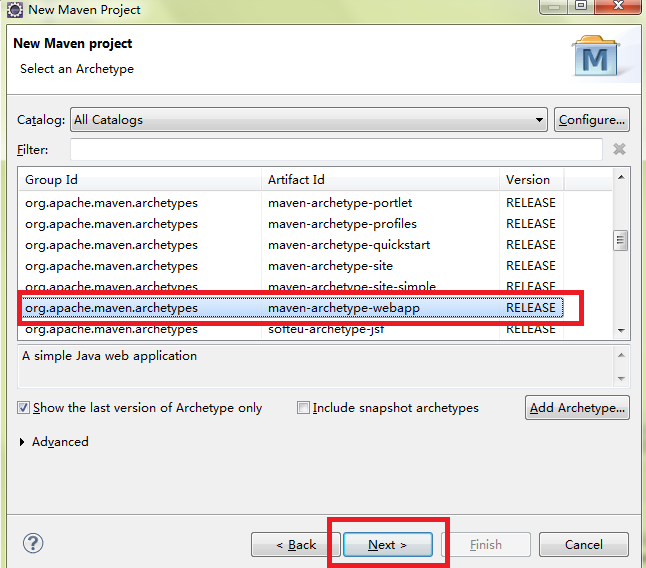 New Maven Project
New Maven project
Select an Archetype
M
Catalog: All Catalogs Configure...
Filter:
Group Id Artifact Id Version
org.apache.maven.archetypes maven-archetype-portlet RELEASE
org.apache.maven.archetypes maven-archetype-profiles RELEASE
org.apache.maven.archetypes maven-archetype-quickstart RELEASE
org.apache.maven.archetypes maven-archetype-site RELEASE
org.apache.maven.archetypes maven-archetype-site-simple RELEASE
org.apache.maven.archetypes maven-archetype-webapp RELEASE
org.apache.maven.archetypes softeu-archetype-jsf RELEASE
A simple Java web application
Show the last version of Archetype only Include snapshot archetypes Add Archetype...
Advanced
? < Back Next > Finish Cancel